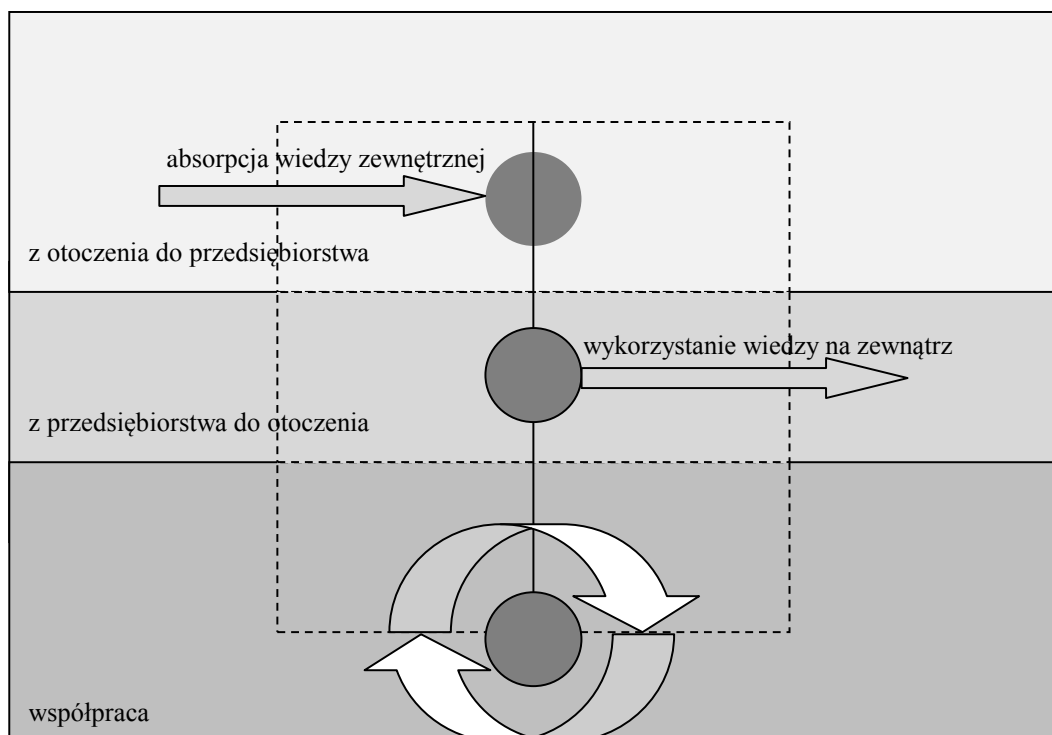 absorpcja wiedzy zewnętrznej
z otoczenia do przedsiębiorstwa
wykorzystanie wiedzy na zewnątrz
z przedsiębiorstwa do otoczenia
współpraca